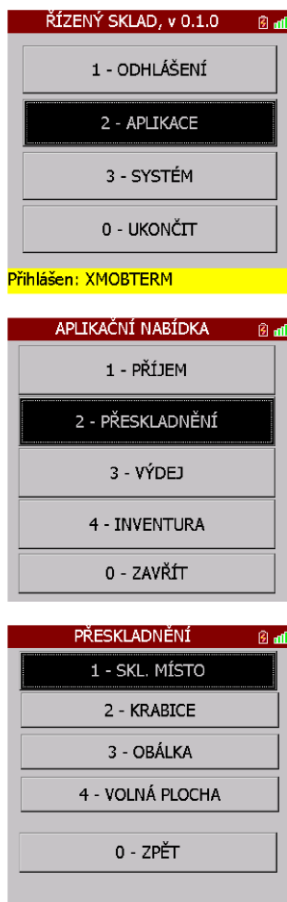 ŘÍZENÝ SKLAD, v 0.1.0
1 - ODHLÁŠENÍ
2 - APLIKACE
3 - SYSTÉM
0 - UKONČIT
Přihlášen: XMOBTERM
APLIKAČNÍ NABÍDKA
1 - PŘÍJEM
2 - PŘESKLADNĚNÍ
3 - VÝDEJ
4 - INVENTURA
0 - ZAVŘÍT
PŘESKLADNĚNÍ
1 - SKL. MÍSTO
2 - KRABICE
3 - OBÁLKA
4 - VOLNÁ PLOCHA
0 - ZPĚT